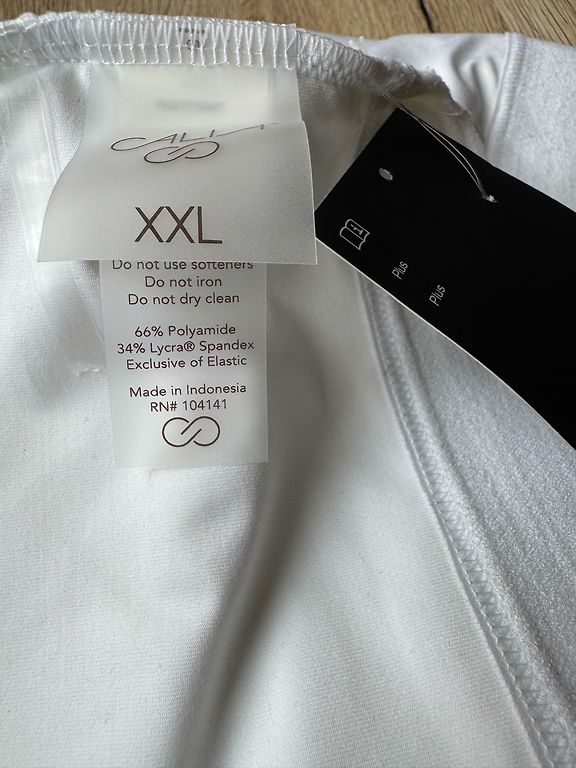 XXL
Do not use softeners
Do not iron
Do not dry clean
66% Polyamide
34% Lycra® Spandex
Exclusive of Elastic
Made in Indonesia
RN# 104141
Plus
Plus